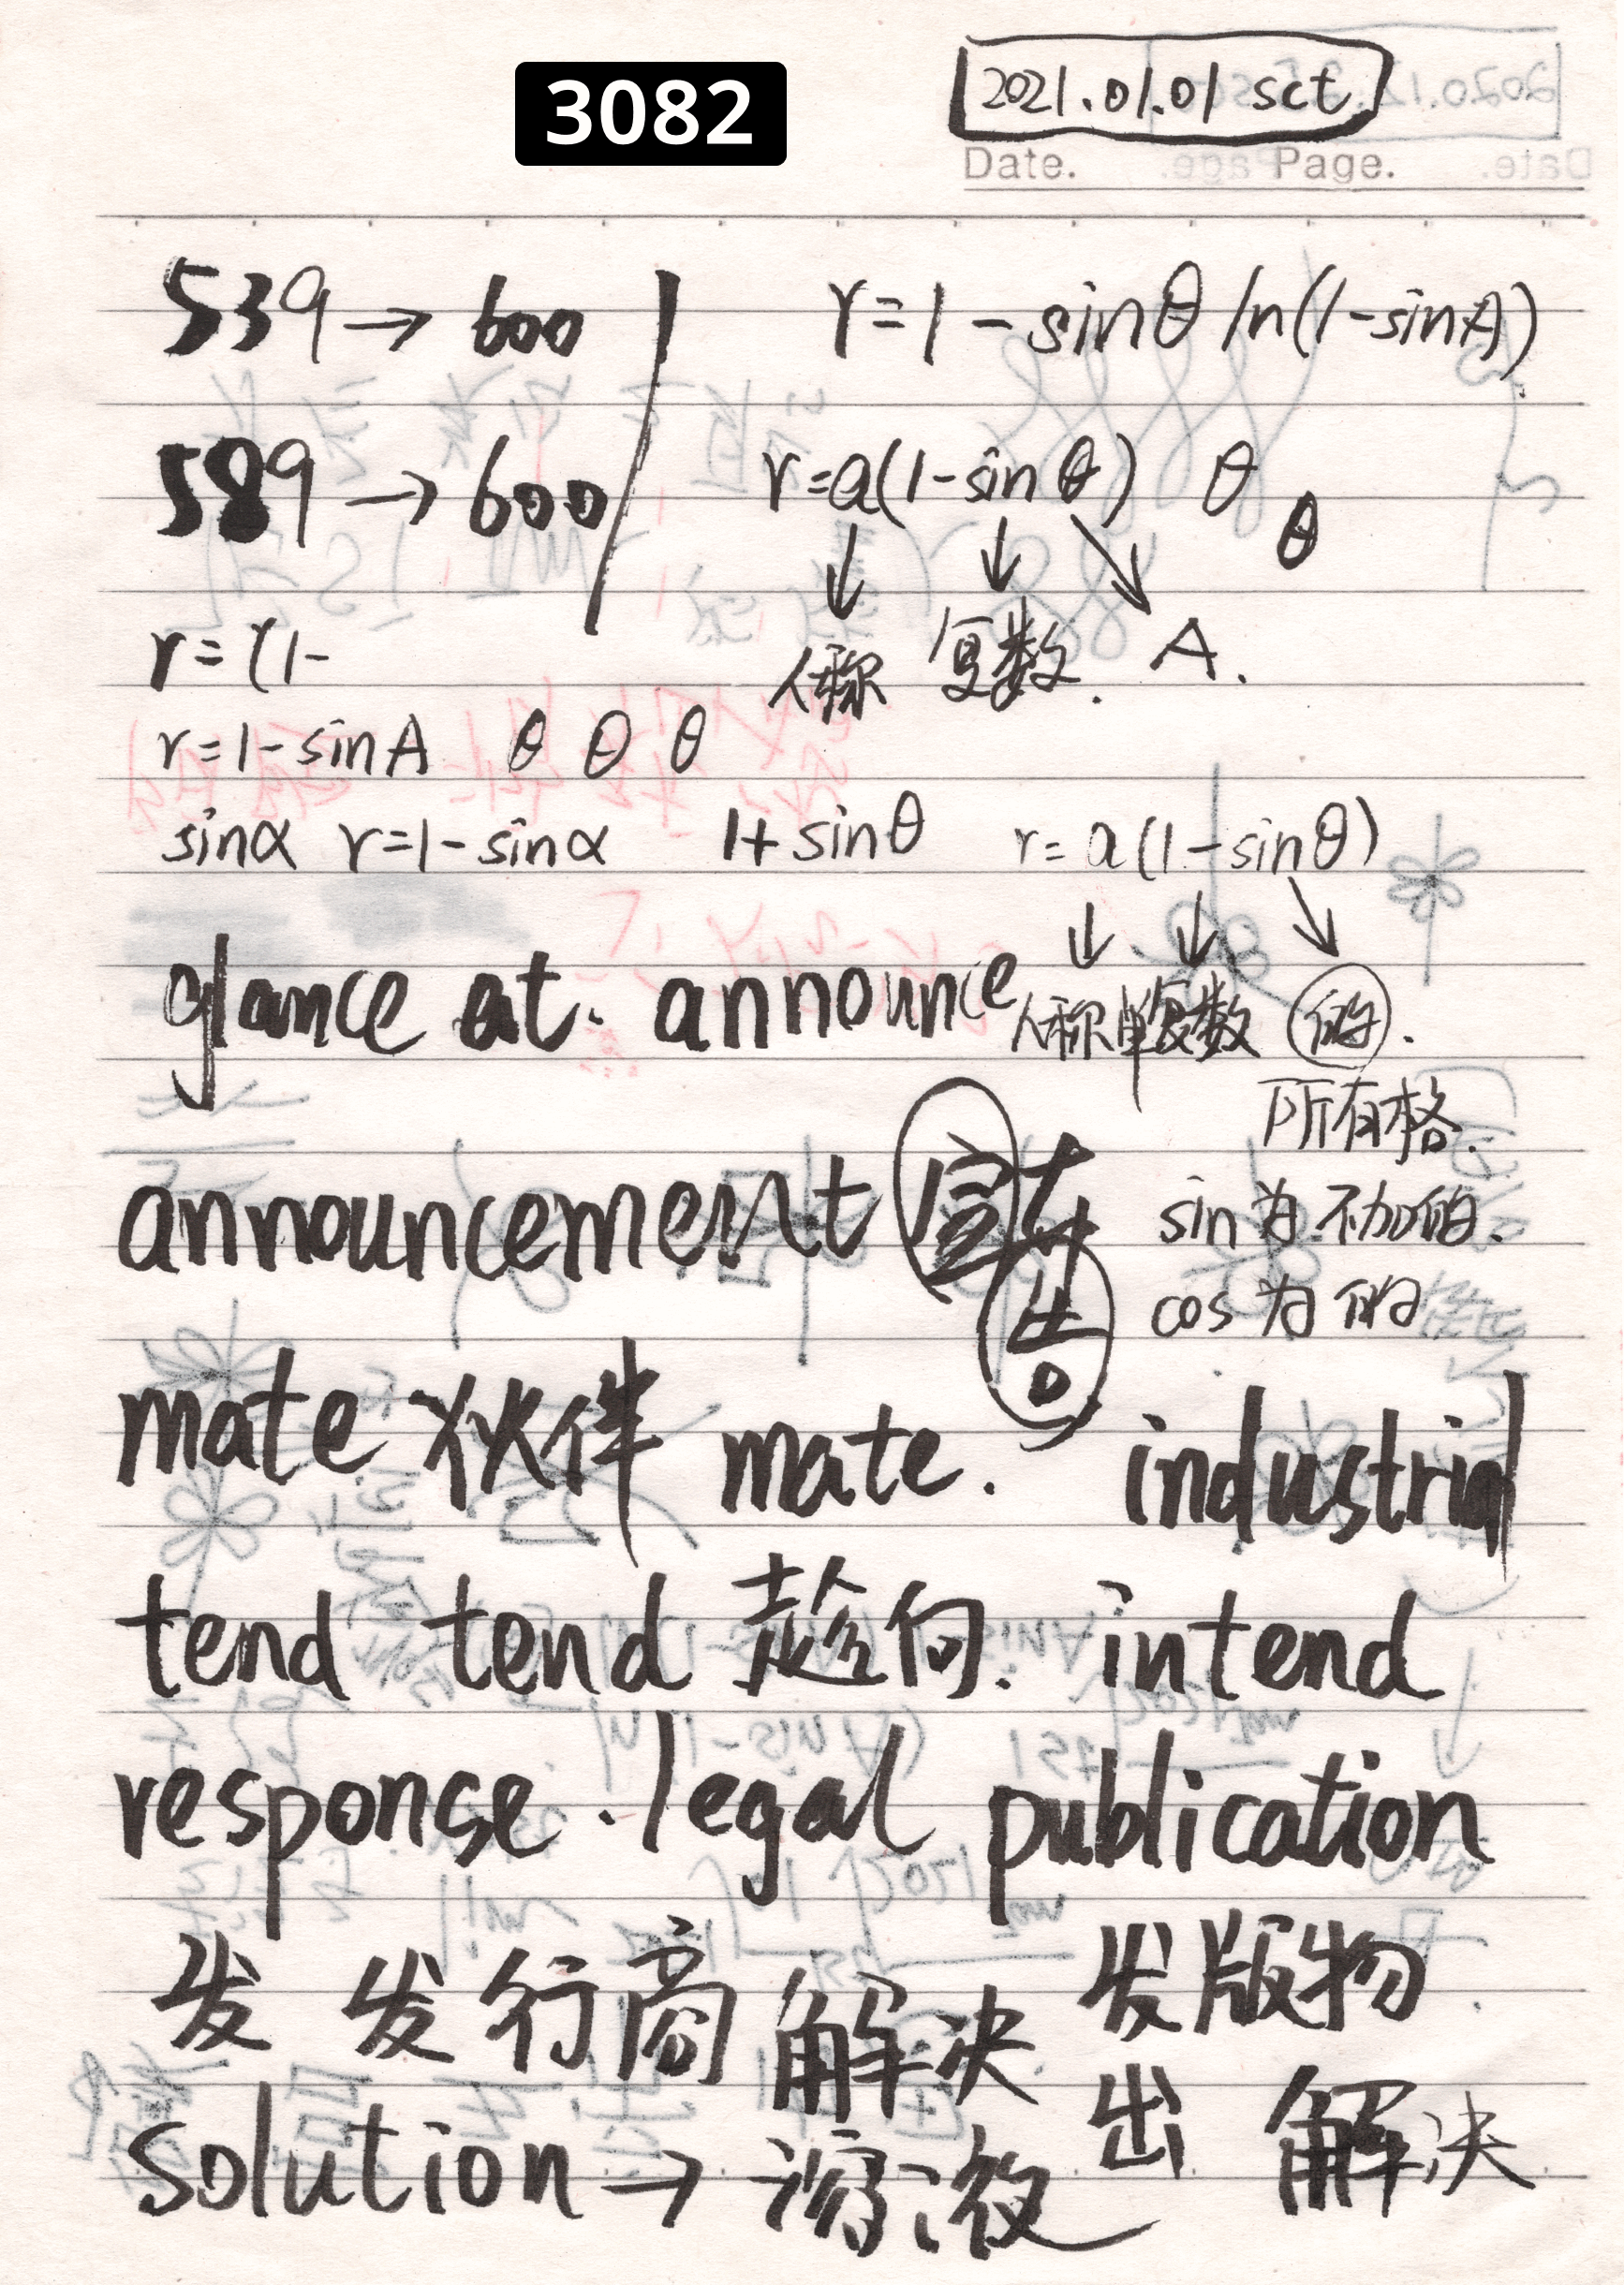 3082
2021.01.01 sct
Date. Page.
539→600 r=1-sinθ ln(1-sinA)
589→600 r=a(1-sinθ) θ θ
↓ ↓ ↘
人称 复数. A.
r=(1-
r=1-sinA θ θ θ
sinα r=1-sinα 1+sinθ r=a(1-sinθ)
↓ ↓ ↘
glance at. announce 人称单复数 的.
所有格.
announcement 宣布 sin为不加的.
告 cos为的
mate 伙伴 mate. industrial
tend tend 趋向. intend
response. legal publication
发 发行商 解决 发版物.
出 解决
solution→溶液